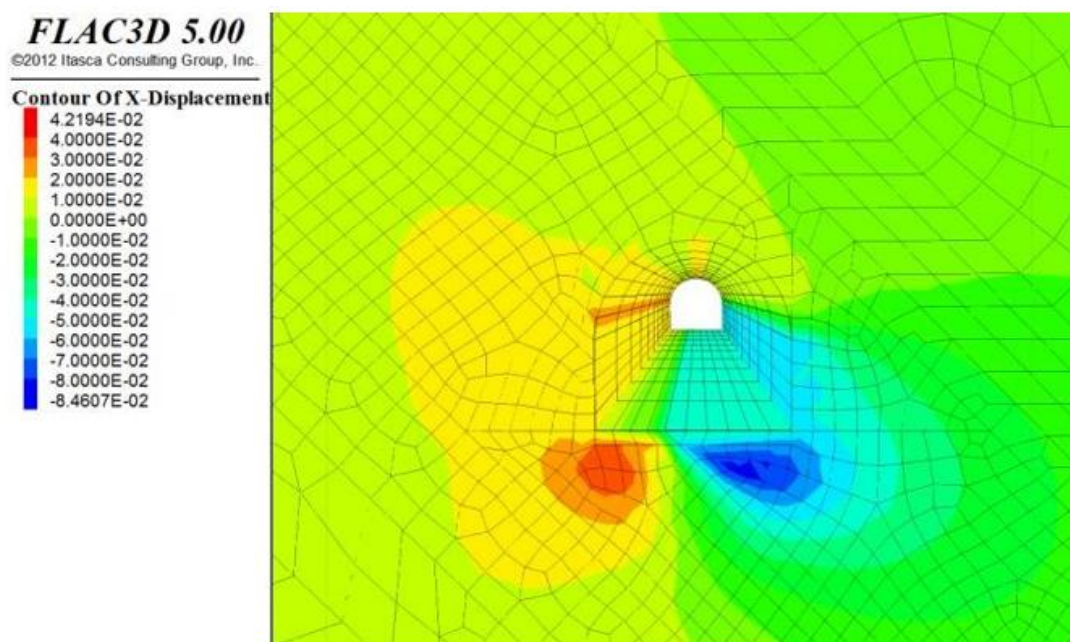 FLAC3D 5.00
©2012 Itasca Consulting Group, Inc.
Contour Of X-Displacement
4.2194E-02
4.0000E-02
3.0000E-02
2.0000E-02
1.0000E-02
0.0000E+00
-1.0000E-02
-2.0000E-02
-3.0000E-02
-4.0000E-02
-5.0000E-02
-6.0000E-02
-7.0000E-02
-8.0000E-02
-8.4607E-02